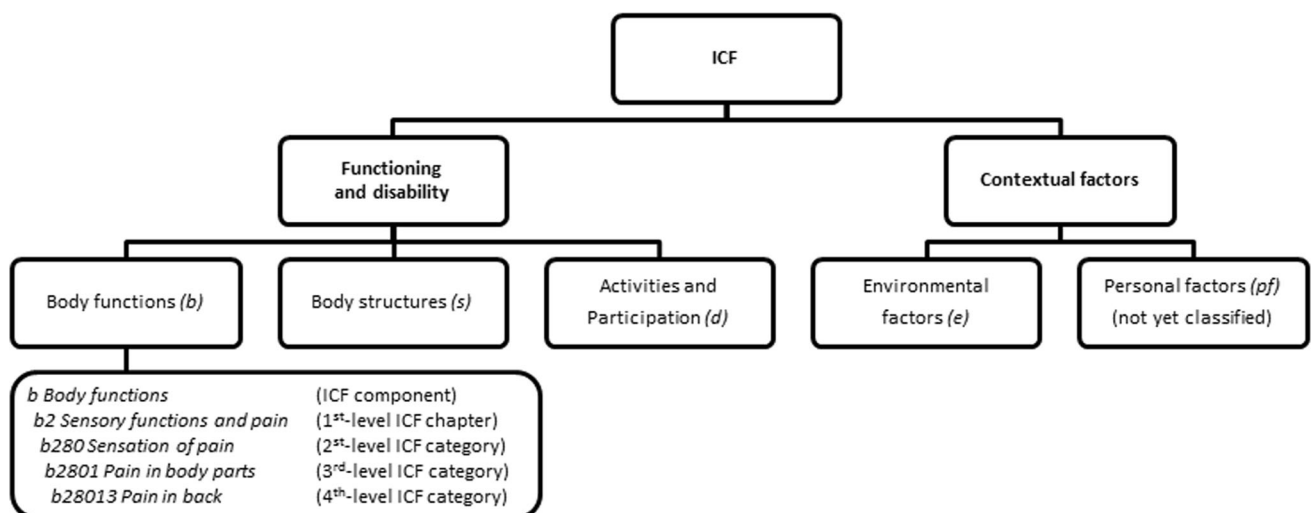 ICF
Functioning
and disability
Contextual factors
Body functions (b)
Body structures (s)
Activities and
Participation (d)
Environmental
factors (e)
Personal factors (pf)
(not yet classified)
b Body functions (ICF component)
b2 Sensory functions and pain (1st-level ICF chapter)
b280 Sensation of pain (2st-level ICF category)
b2801 Pain in body parts (3rd-level ICF category)
b28013 Pain in back (4th-level ICF category)